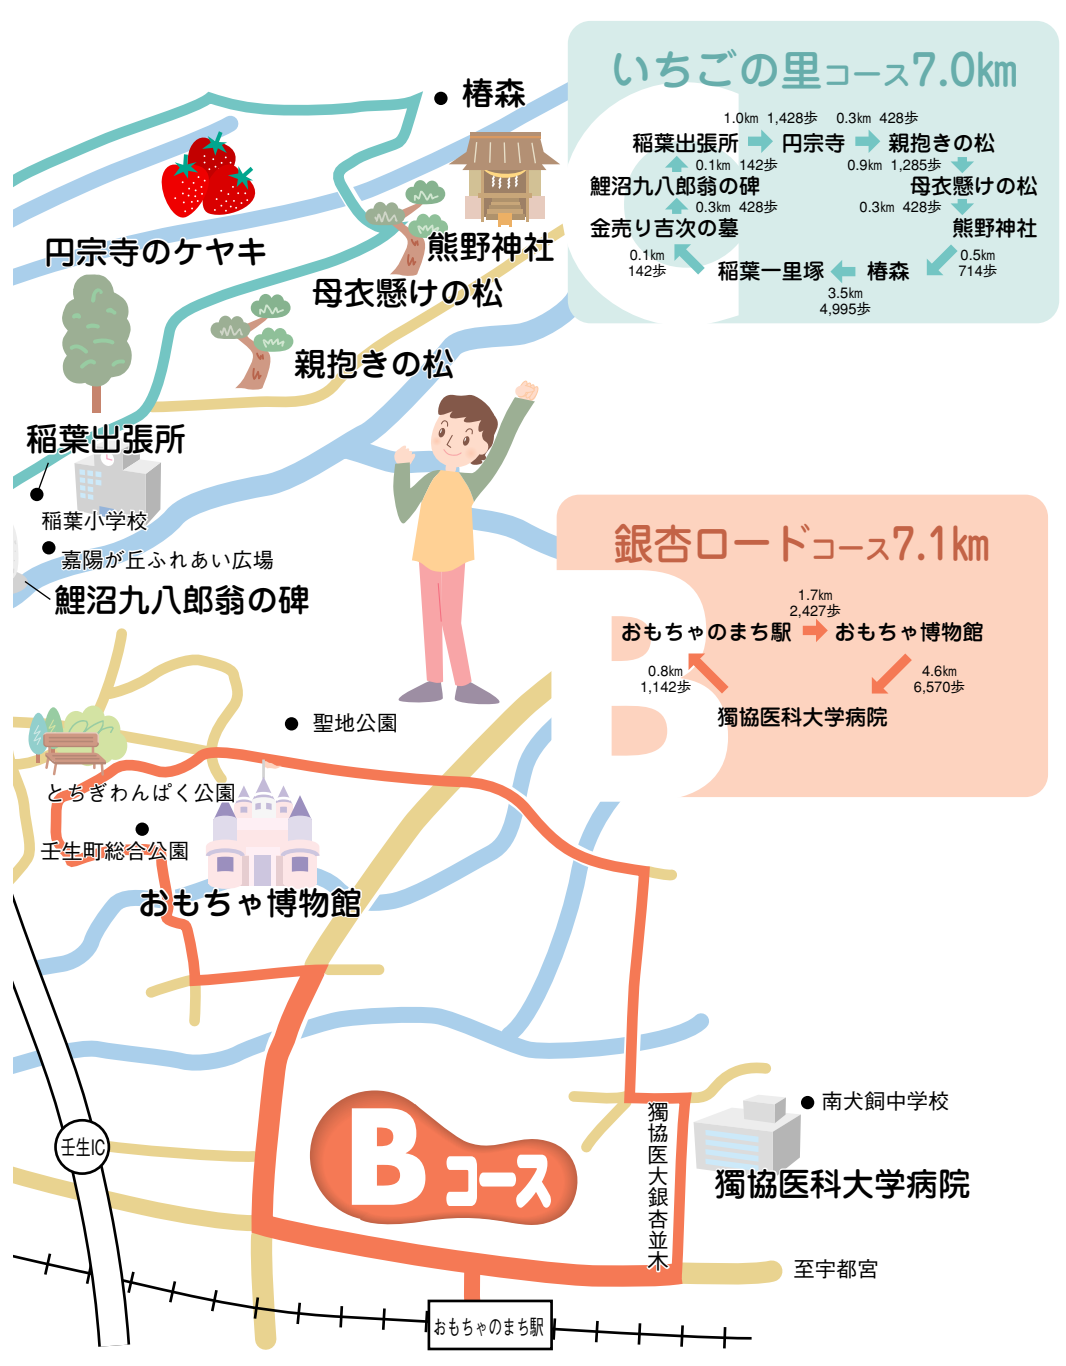 いちごの里コース7.0km
1.0km 1,428歩
0.3km 428歩
稲葉出張所
円宗寺
親抱きの松
0.1km 142歩
0.9km 1,285歩
鯉沼九八郎翁の碑
母衣懸けの松
0.3km 428歩
0.3km 428歩
金売り吉次の墓
熊野神社
0.1km
142歩
稲葉一里塚
椿森
0.5km
714歩
3.5km
4,995歩
椿森
熊野神社
円宗寺のケヤキ
母衣懸けの松
親抱きの松
稲葉出張所
稲葉小学校
嘉陽が丘ふれあい広場
鯉沼九八郎翁の碑
銀杏ロードコース7.1km
B
1.7km
2,427歩
おもちゃのまち駅
おもちゃ博物館
0.8km
1,142歩
4.6km
6,570歩
獨協医科大学病院
聖地公園
とちぎわんぱく公園
壬生町総合公園
おもちゃ博物館
壬生IC
Bコース
獨協医大銀杏並木
南犬飼中学校
獨協医科大学病院
至宇都宮
おもちゃのまち駅